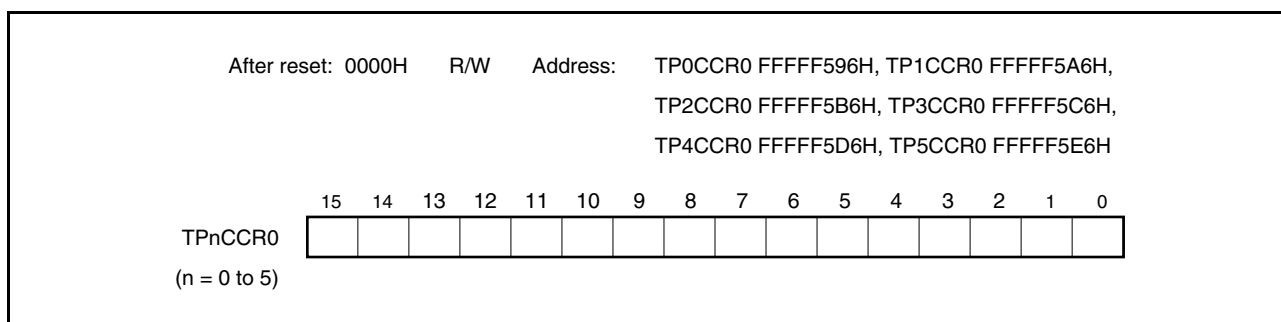 After reset: 0000H R/W Address: TP0CCR0 FFFFF596H, TP1CCR0 FFFFF5A6H,
TP2CCR0 FFFFF5B6H, TP3CCR0 FFFFF5C6H,
TP4CCR0 FFFFF5D6H, TP5CCR0 FFFFF5E6H
15 14 13 12 11 10 9 8 7 6 5 4 3 2 1 0
TPnCCR0
(n = 0 to 5)